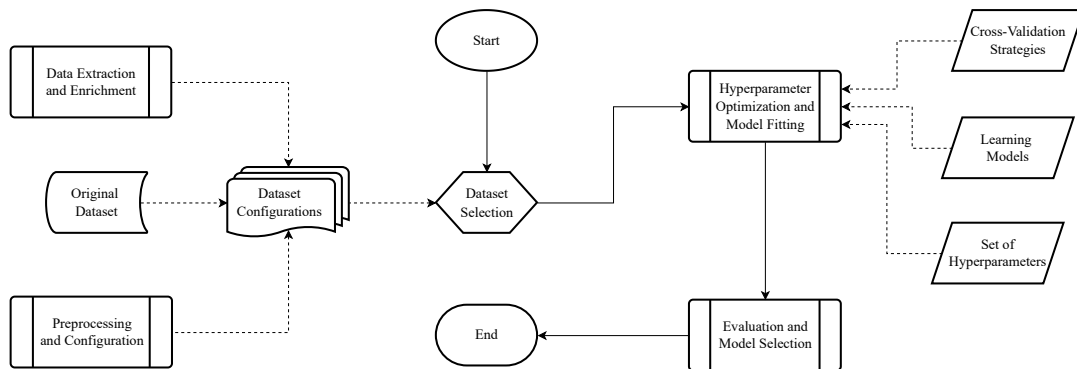 Start
Cross-Validation
Strategies
Data Extraction
and Enrichment
Hyperparameter
Optimization and
Model Fitting
Learning
Models
Original
Dataset
Dataset
Configurations
Dataset
Selection
Set of
Hyperparameters
Preprocessing
and Configuration
End
Evaluation and
Model Selection